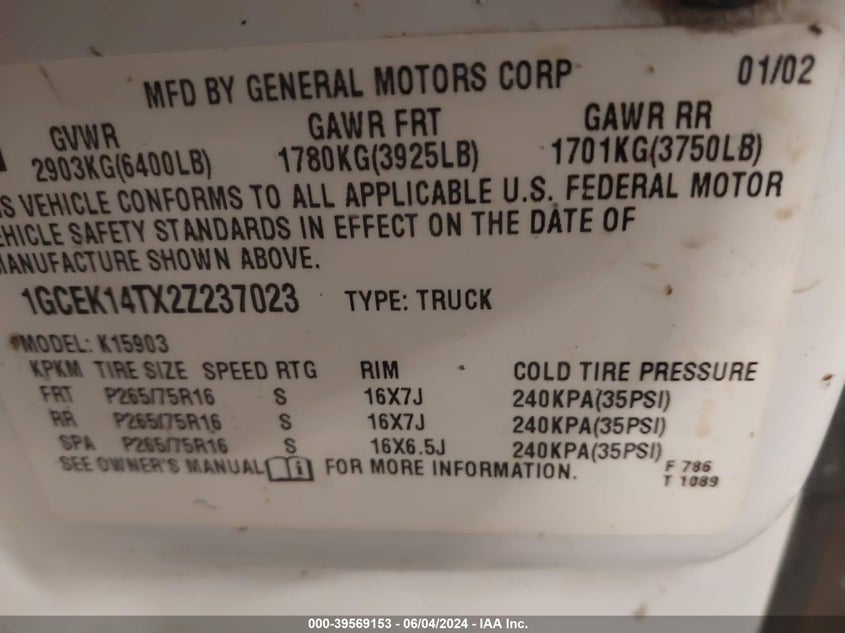 MFD BY GENERAL MOTORS CORP 01/02
GVWR GAWR FRT GAWR RR
2903KG(6400LB) 1780KG(3925LB) 1701KG(3750LB)
IS VEHICLE CONFORMS TO ALL APPLICABLE U.S. FEDERAL MOTOR
EHICLE SAFETY STANDARDS IN EFFECT ON THE DATE OF
MANUFACTURE SHOWN ABOVE.
1GCEK14TX2Z237023 TYPE: TRUCK
MODEL: K15903
KPKM TIRE SIZE SPEED RTG RIM COLD TIRE PRESSURE
FRT P265/75R16 S 16X7J 240KPA(35PSI)
RR P265/75R16 S 16X7J 240KPA(35PSI)
SPA P265/75R16 S 16X6.5J 240KPA(35PSI)
SEE OWNER'S MANUAL FOR MORE INFORMATION.
F 786
T 1089
000-39569153 - 06/04/2024 - IAA Inc.